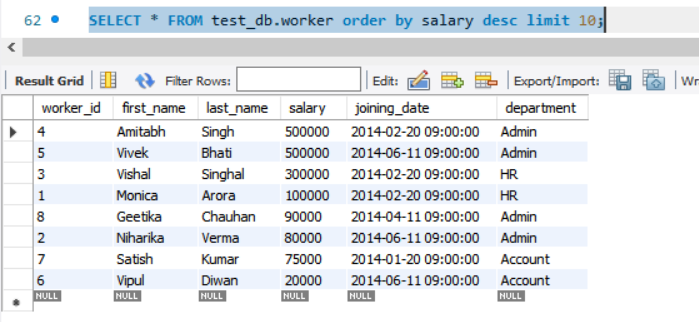 62 SELECT * FROM test_db.worker order by salary desc limit 10;
Result Grid Filter Rows: Edit: Export/Import: Wr
worker_id first_name last_name salary joining_date department
4 Amitabh Singh 500000 2014-02-20 09:00:00 Admin
5 Vivek Bhati 500000 2014-06-11 09:00:00 Admin
3 Vishal Singhal 300000 2014-02-20 09:00:00 HR
1 Monica Arora 100000 2014-02-20 09:00:00 HR
8 Geetika Chauhan 90000 2014-04-11 09:00:00 Admin
2 Niharika Verma 80000 2014-06-11 09:00:00 Admin
7 Satish Kumar 75000 2014-01-20 09:00:00 Account
6 Vipul Diwan 20000 2014-06-11 09:00:00 Account
NULL NULL NULL NULL NULL NULL